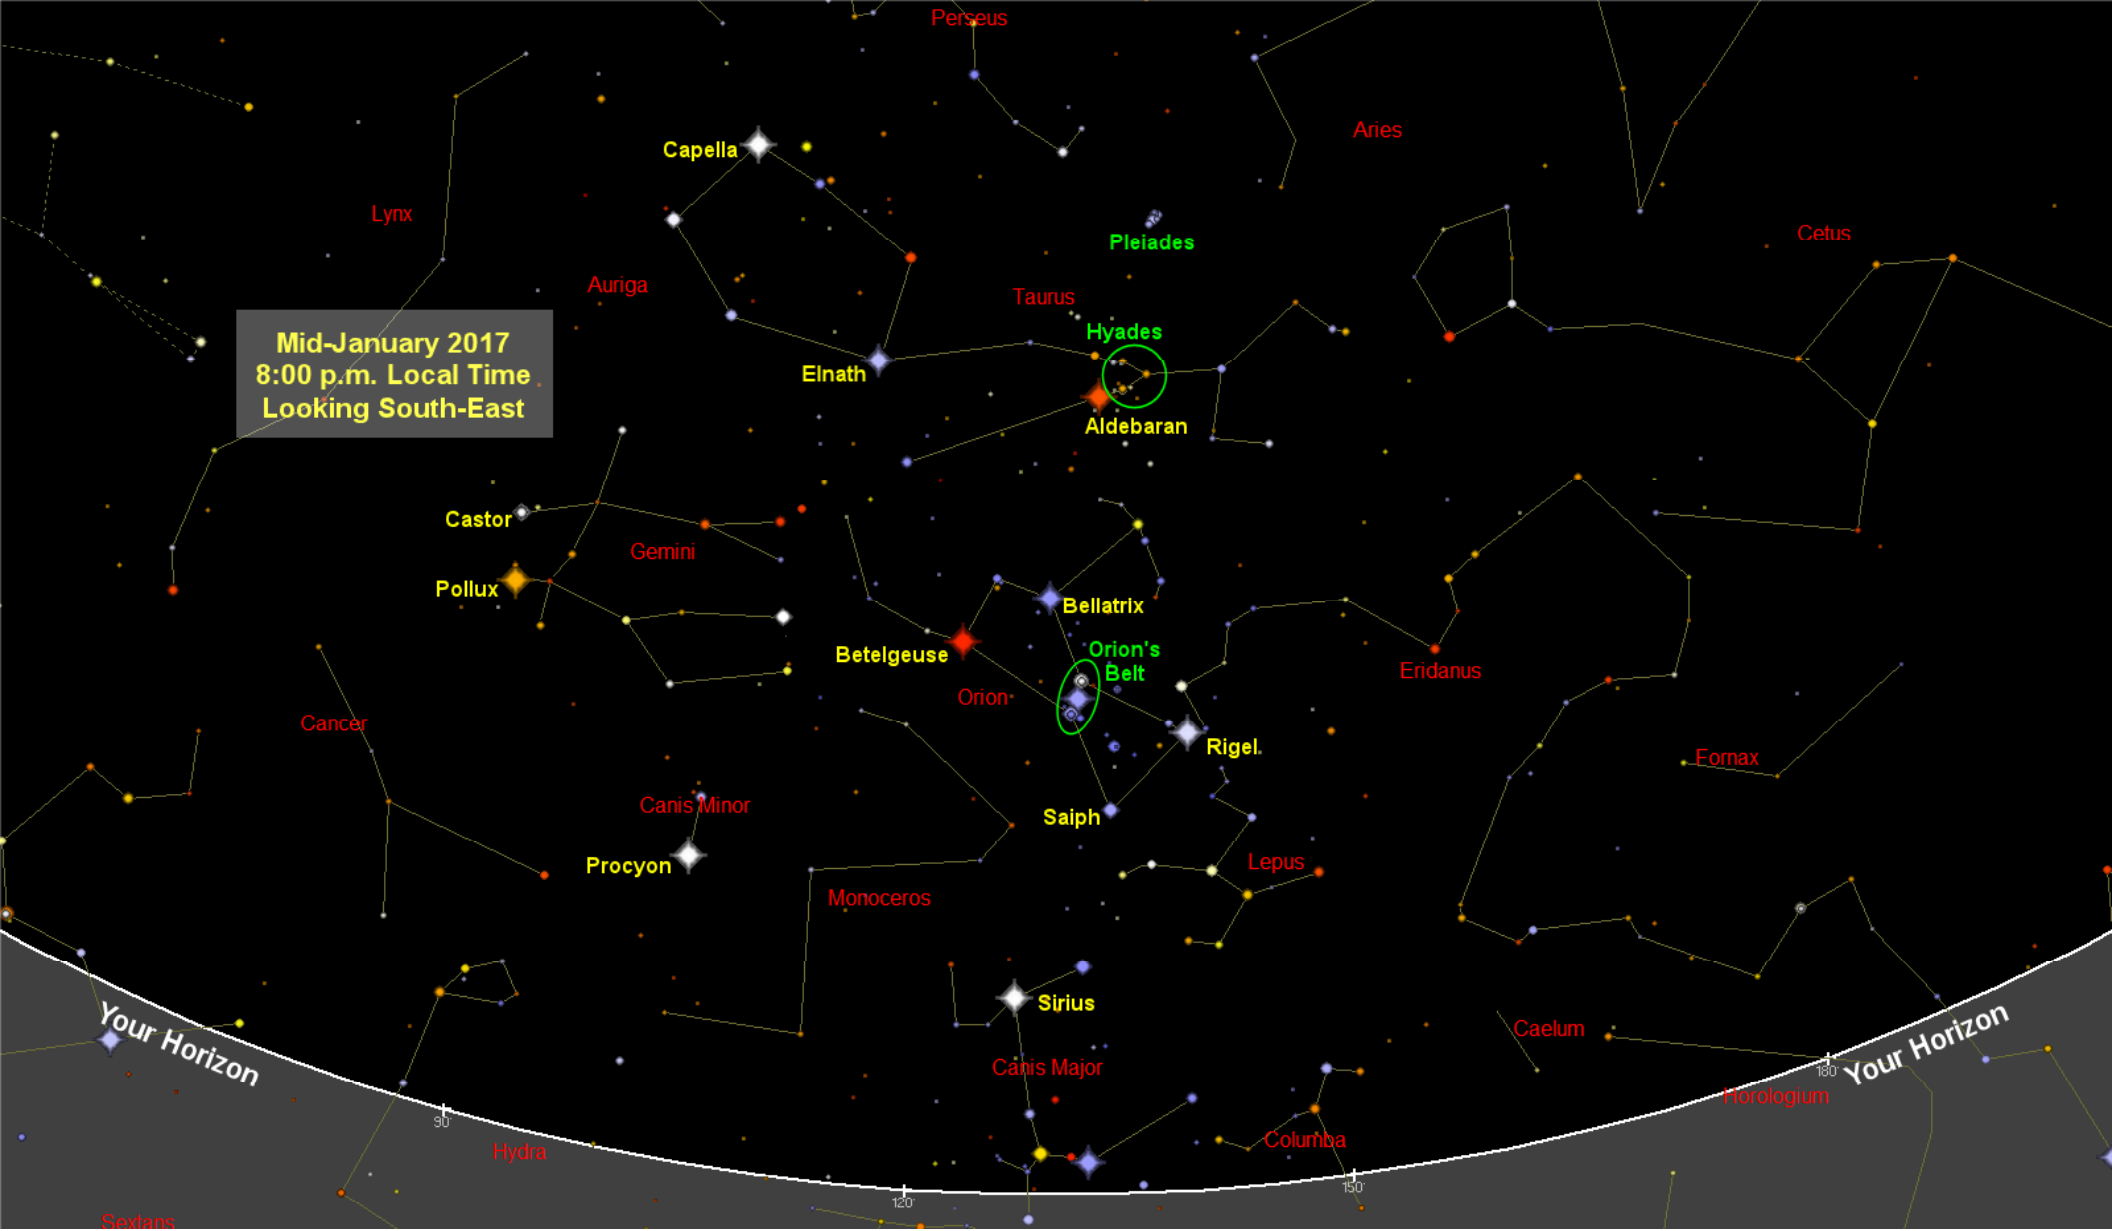 Perseus
Aries
Capella
Lynx
Cetus
Pleiades
Auriga
Taurus
Hyades
Mid-January 2017
8:00 p.m. Local Time
Looking South-East
Elnath
Aldebaran
Castor
Gemini
Pollux
Bellatrix
Betelgeuse
Orion's
Belt
Eridanus
Orion
Cancer
Rigel
Fornax
Canis Minor
Saiph
Procyon
Lepus
Monoceros
Sirius
Your Horizon
Caelum
Your Horizon
Canis Major
180°
Horologium
90°
Columba
Hydra
150°
120°
Sextans